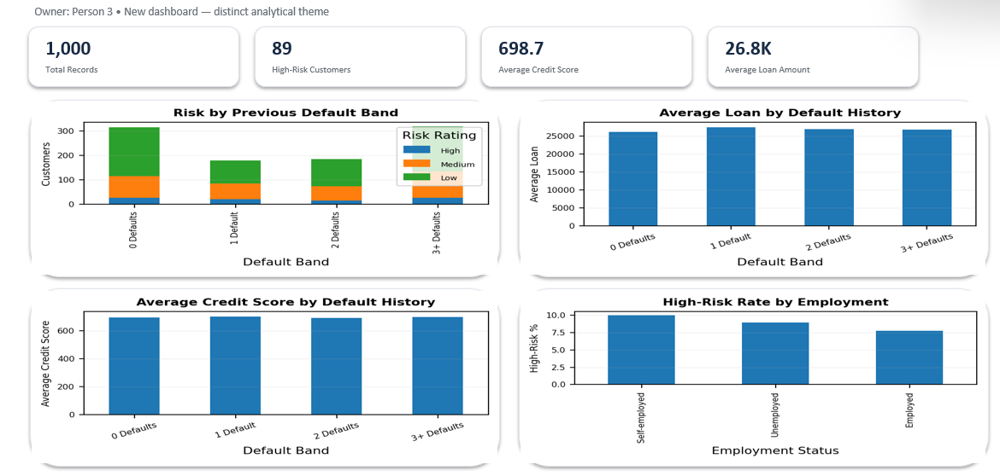 Owner: Person 3 • New dashboard — distinct analytical theme
1,000
Total Records
89
High-Risk Customers
698.7
Average Credit Score
26.8K
Average Loan Amount
Risk by Previous Default Band
Customers
300
200
100
0
Risk Rating
High
Medium
Low
0 Defaults
1 Default
2 Defaults
3+ Defaults
Default Band
Average Loan by Default History
Average Loan
25000
20000
15000
10000
5000
0
0 Defaults
1 Default
2 Defaults
3+ Defaults
Default Band
Average Credit Score by Default History
Average Credit Score
600
400
200
0
0 Defaults
1 Default
2 Defaults
3+ Defaults
Default Band
High-Risk Rate by Employment
High-Risk %
10.0
7.5
5.0
2.5
0.0
Self-employed
Unemployed
Employed
Employment Status